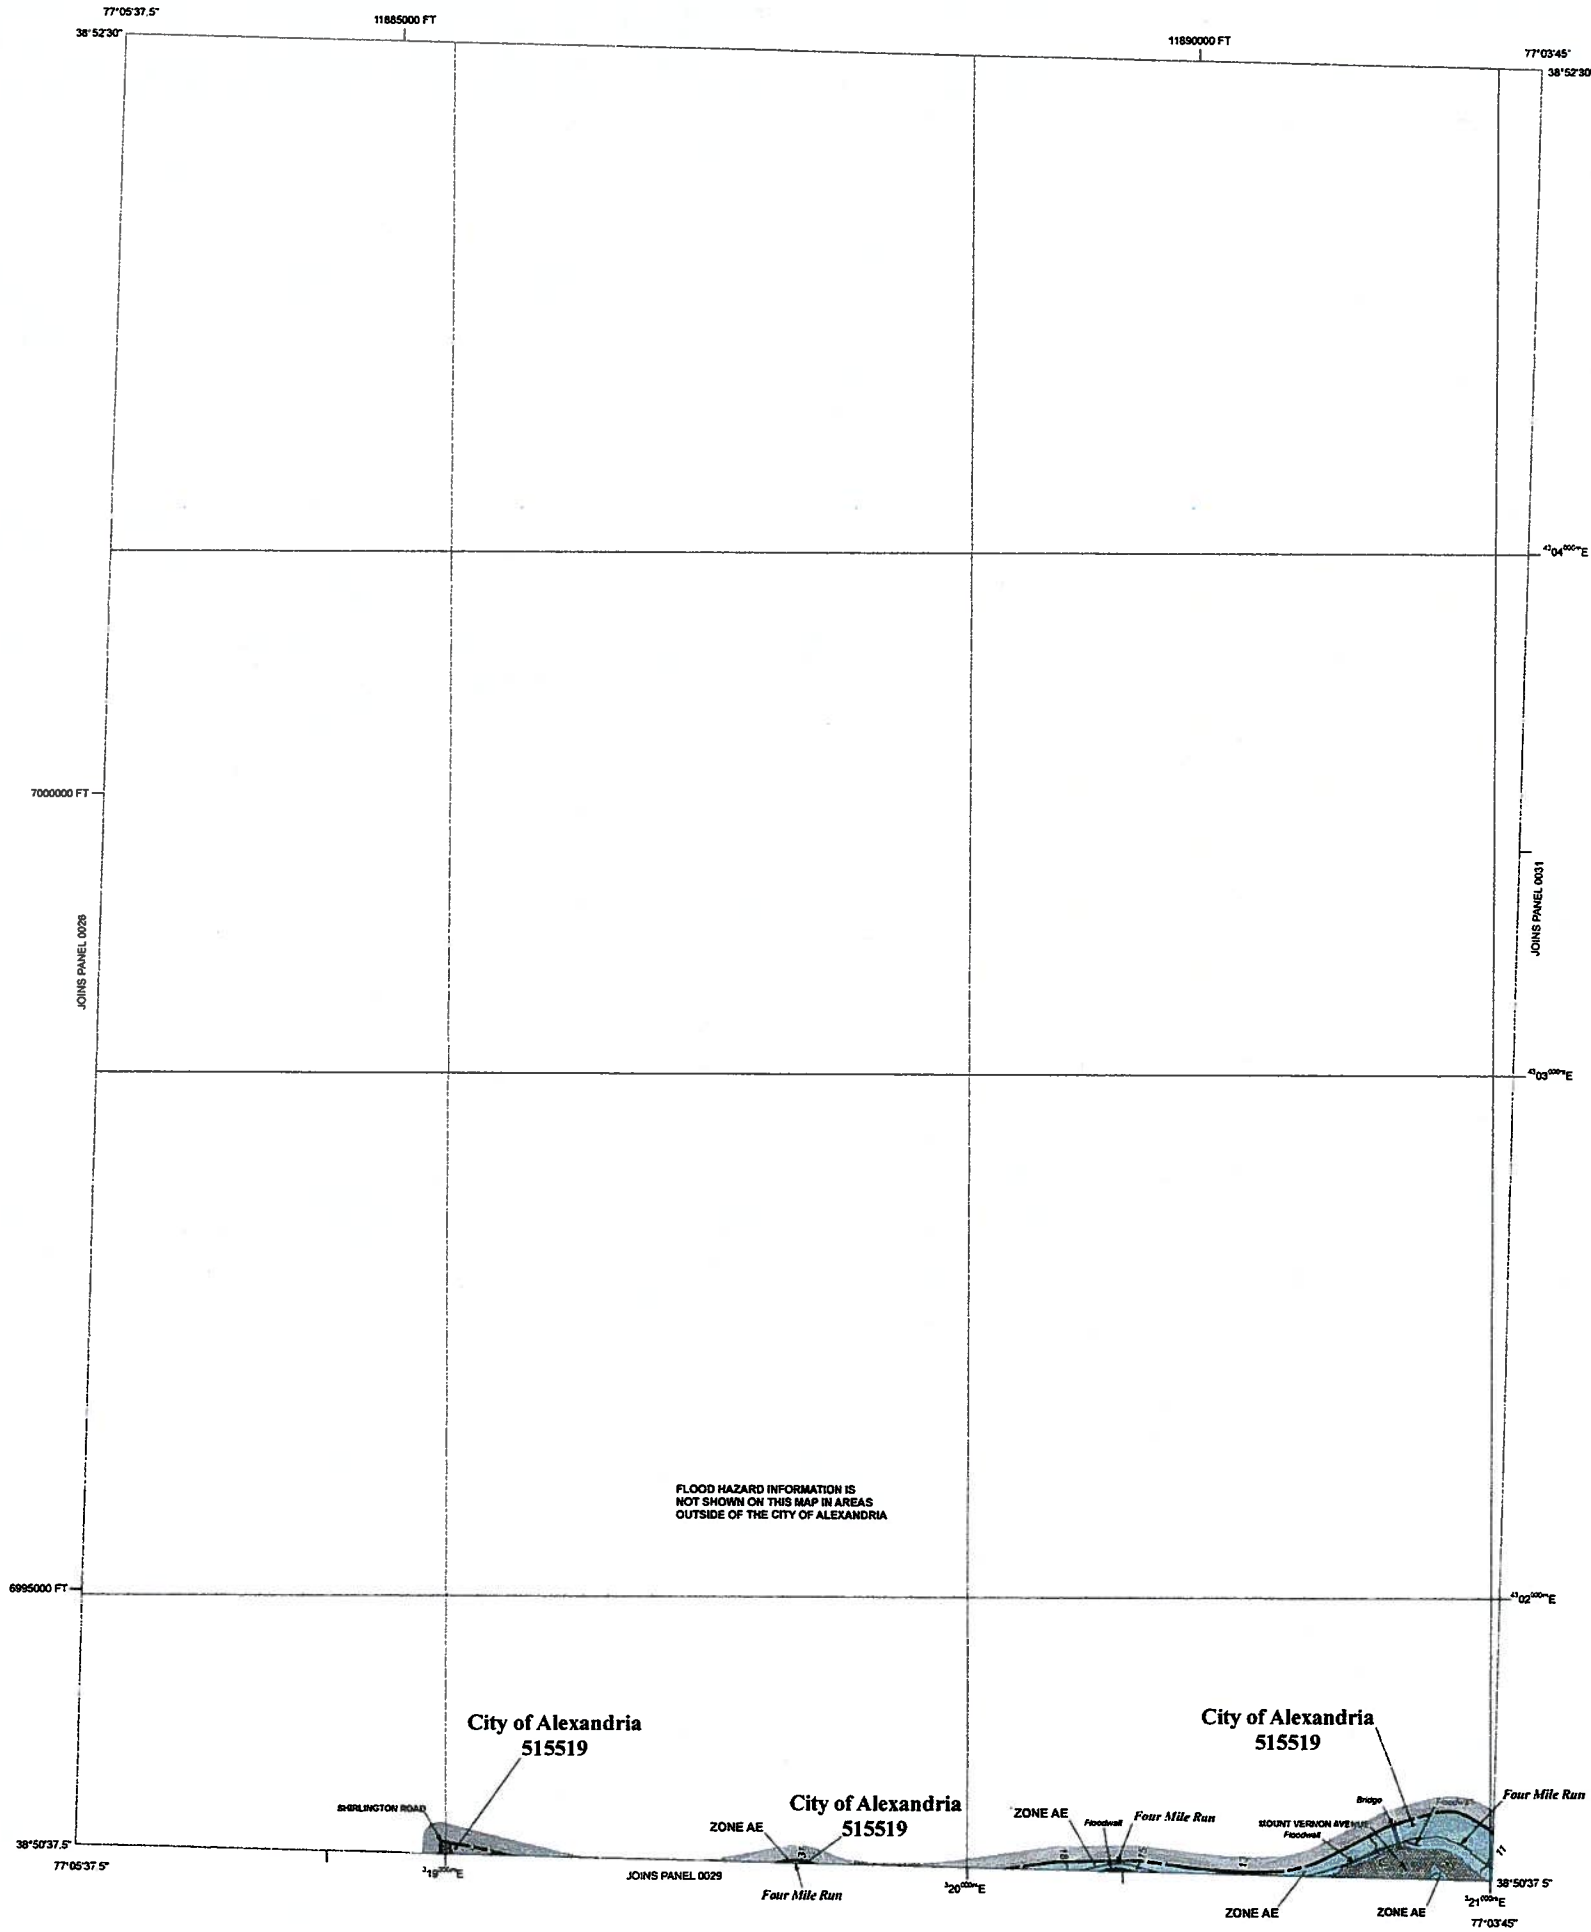 77°05'37.5"
11885000 FT
38°52'30"
11890000 FT
77°03'45"
38°52'30
4304000mE
7000000 FT
JOINS PANEL 0026
JOINS PANEL 0031
4303000mE
FLOOD HAZARD INFORMATION IS
NOT SHOWN ON THIS MAP IN AREAS
OUTSIDE OF THE CITY OF ALEXANDRIA
6995000 FT
4302000mE
City of Alexandria
515519
City of Alexandria
515519
SHIRLINGTON ROAD
City of Alexandria
515519
ZONE AE
ZONE AE
Floodwall
Four Mile Run
Bridge
Floodwall
Four Mile Run
MOUNT VERNON AVENUE
Floodwall
38°50'37.5"
77°05'37.5"
319000mE
JOINS PANEL 0029
Four Mile Run
320000mE
15
13
11
38°50'37.5"
321000mE
ZONE AE
ZONE AE
77°03'45"